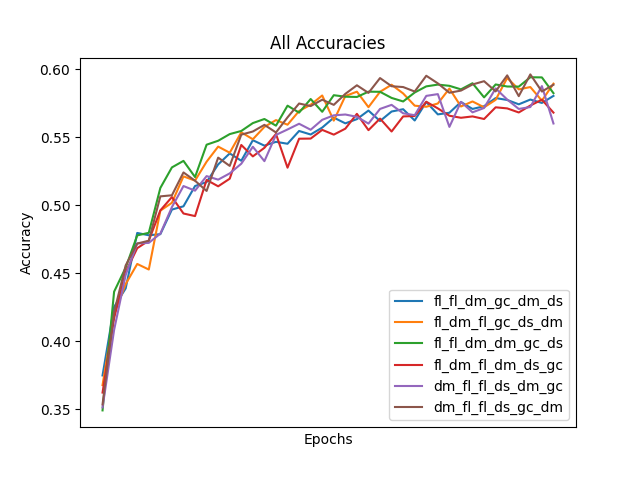 All Accuracies
0.60
0.55
0.50
0.45
0.40
0.35
Accuracy
Epochs
fl_fl_dm_gc_dm_ds
fl_dm_fl_gc_ds_dm
fl_fl_dm_dm_gc_ds
fl_dm_fl_dm_ds_gc
dm_fl_fl_ds_dm_gc
dm_fl_fl_ds_gc_dm